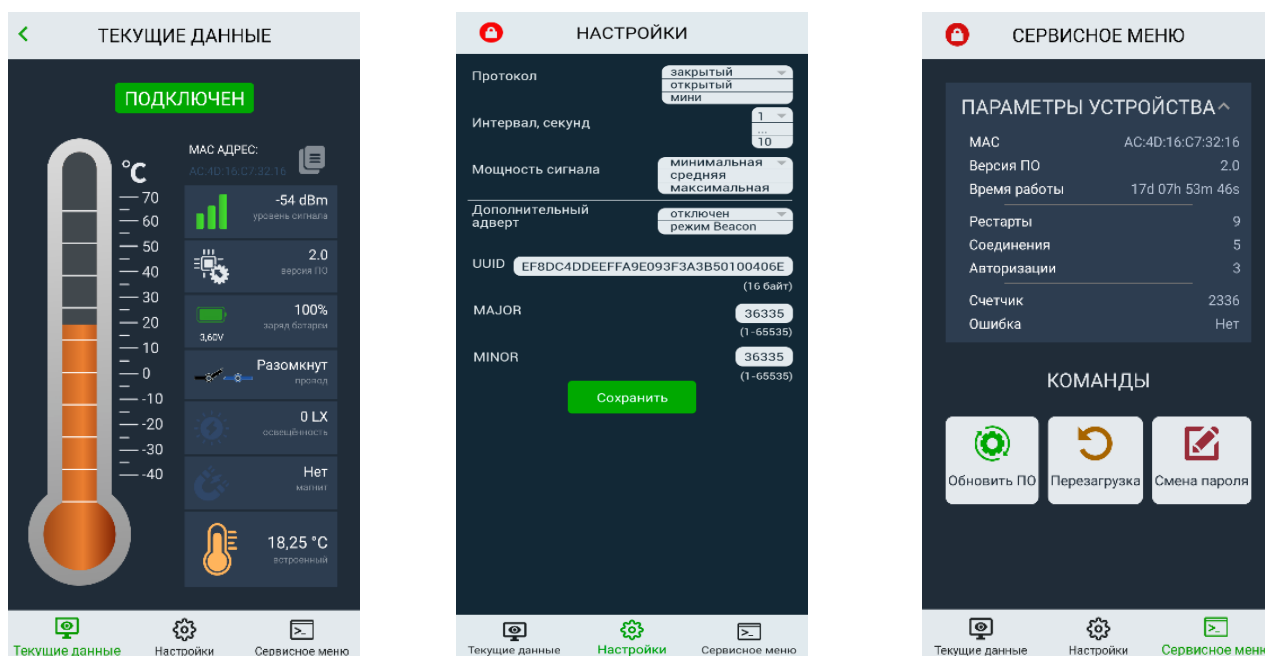 ТЕКУЩИЕ ДАННЫЕ
ПОДКЛЮЧЕН
°C
70
60
50
40
30
20
10
0
-10
-20
-30
-40
MAC АДРЕС:
AC:4D:16:C7:32:16
-54 dBm
уровень сигнала
2.0
версия ПО
100%
заряд батареи
3,60V
Разомкнут
провод
0 LX
освещённость
Нет
магнит
18,25 °C
встроенный
Текущие данные
Настройки
Сервисное меню
НАСТРОЙКИ
Протокол
закрытый
открытый
мини
Интервал, секунд
1
...
10
Мощность сигнала
минимальная
средняя
максимальная
Дополнительный
адверт
отключен
режим Beacon
UUID EF8DC4DDEEFFA9E093F3A3B50100406E
(16 байт)
MAJOR 36335
(1-65535)
MINOR 36335
(1-65535)
Сохранить
Текущие данные
Настройки
Сервисное меню
СЕРВИСНОЕ МЕНЮ
ПАРАМЕТРЫ УСТРОЙСТВА
MAC AC:4D:16:C7:32:16
Версия ПО 2.0
Время работы 17d 07h 53m 46s
Рестарты 9
Соединения 5
Авторизации 3
Счетчик 2336
Ошибка Нет
КОМАНДЫ
Обновить ПО
Перезагрузка
Смена пароля
Текущие данные
Настройки
Сервисное меню